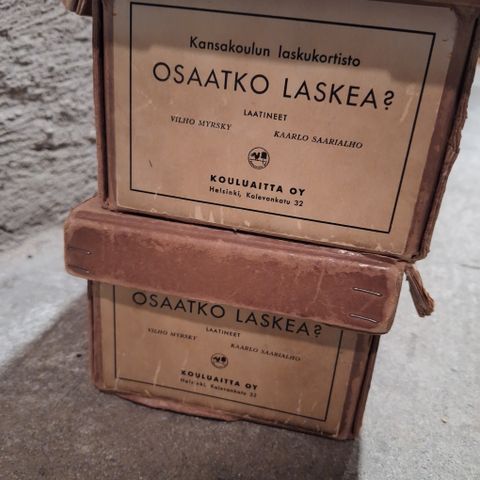 Kansakoulun laskukortisto
OSAATKO LASKEA?
LAATINEET
VILHO MYRSKY KAARLO SAARIALHO
KOULUAITTA OY
Helsinki, Kalevankatu 32
OSAATKO LASKEA?
LAATINEET
VILHO MYRSKY KAARLO SAARIALHO
KOULUAITTA OY
Helsinki, Kalevankatu 32